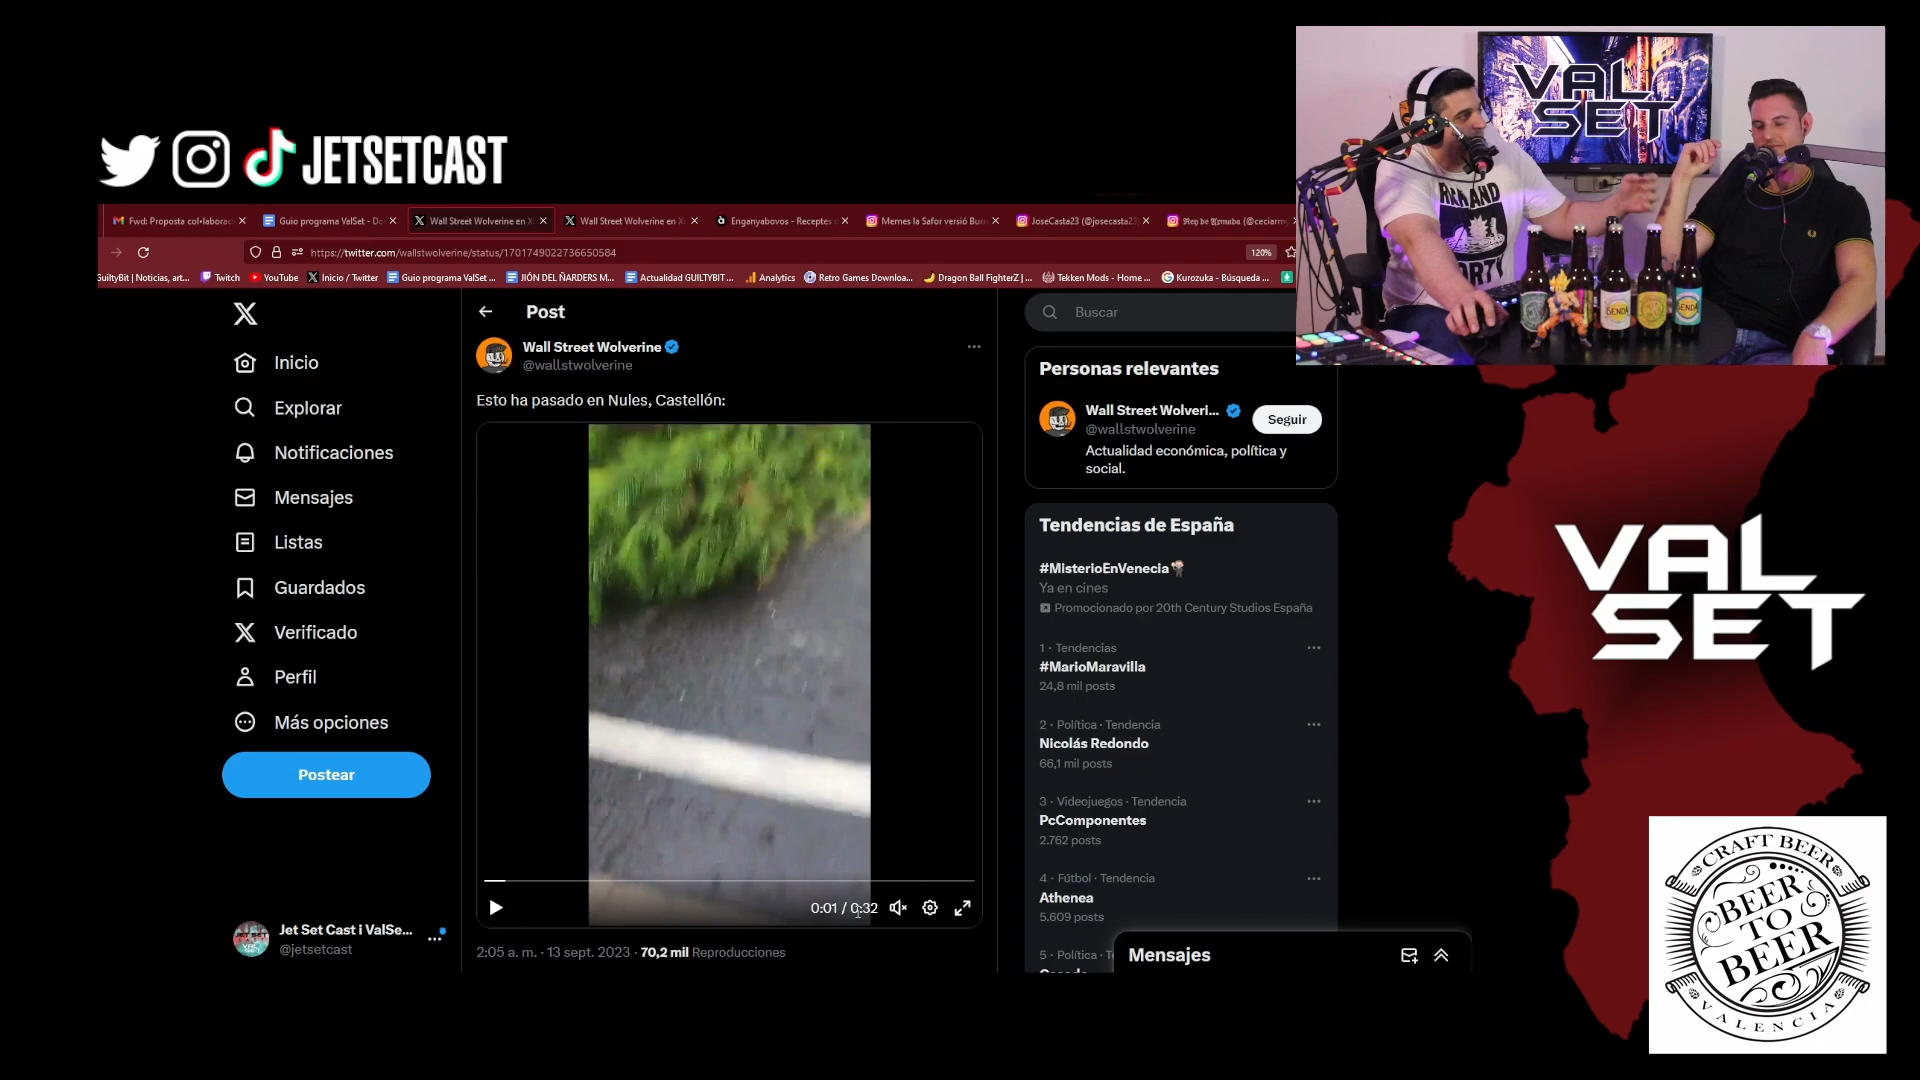 JETSETCAST
Fwd: Proposta col•laborac
Guio programa ValSet - Do
Wall Street Wolverine en X
Wall Street Wolverine en X
Enganyabovos - Receptes
Memes la Safor versió Bur
JoseCasta23 (@josecasta23
https://twitter.com/wallstwolverine/status/1701749022736650584
120%
GuiltyBit | Noticias, art...
Twitch
YouTube
Inicio / Twitter
Guio programa ValSet ...
JIÓN DEL ÑARDERS M...
Actualidad GUILTYBIT ...
Analytics
Retro Games Downloa...
Dragon Ball FighterZ | ...
Tekken Mods - Home ...
Kurozuka - Búsqueda ...
VAL
SET
SENDA
SENDA
Inicio
Explorar
Notificaciones
Mensajes
Listas
Guardados
Verificado
Perfil
Más opciones
Postear
Jet Set Cast i ValSe...
@jetsetcast
Post
Wall Street Wolverine
@wallstwolverine
Esto ha pasado en Nules, Castellón:
0:01 / 0:32
2:05 a. m. · 13 sept. 2023 · 70,2 mil Reproducciones
Buscar
Personas relevantes
Wall Street Wolveri...
@wallstwolverine
Seguir
Actualidad económica, política y
social.
Tendencias de España
#MisterioEnVenecia
Ya en cines
Promocionado por 20th Century Studios España
1 · Tendencias
#MarioMaravilla
24,8 mil posts
2 · Política · Tendencia
Nicolás Redondo
66,1 mil posts
3 · Videojuegos · Tendencia
PcComponentes
2.762 posts
4 · Fútbol · Tendencia
Athenea
5.609 posts
5 · Política · T
Mensajes
VAL
SET
CRAFT BEER
BEER
TO
BEER
VALENCIA